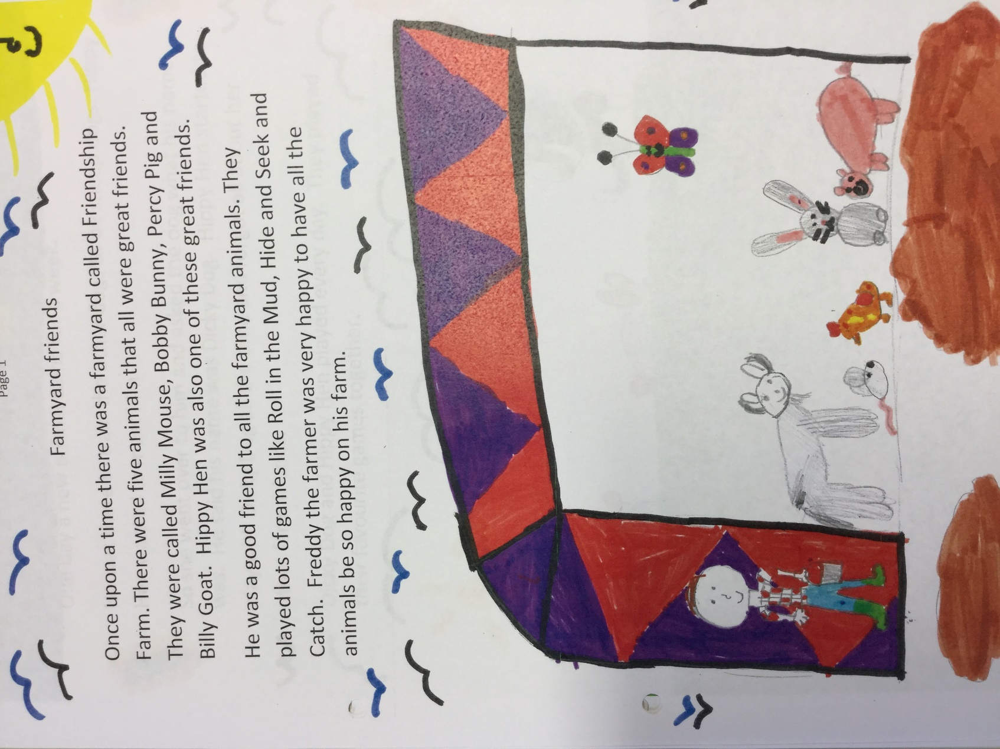 Page 1
Farmyard friends
Once upon a time there was a farmyard called Friendship
Farm. There were five animals that all were great friends.
They were called Milly Mouse, Bobby Bunny, Percy Pig and
Billy Goat.  Hippy Hen was also one of these great friends.
He was a good friend to all the farmyard animals. They
played lots of games like Roll in the Mud, Hide and Seek and
Catch.  Freddy the farmer was very happy to have all the
animals be so happy on his farm.